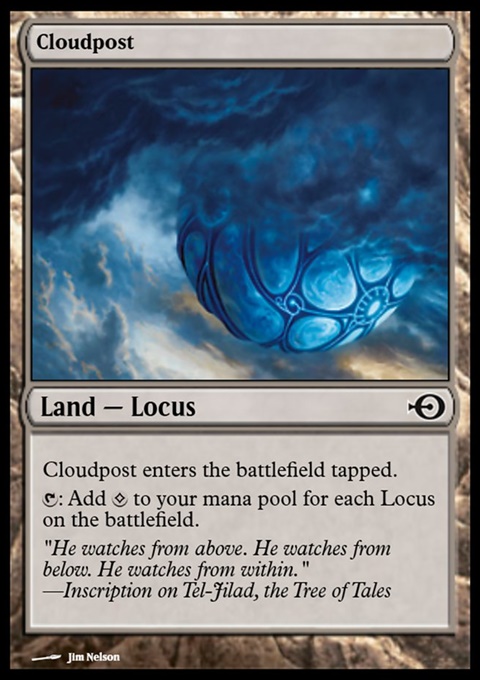 Cloudpost
Land — Locus
Cloudpost enters the battlefield tapped.
: Add to your mana pool for each Locus
on the battlefield.
"He watches from above. He watches from
below. He watches from within."
—Inscription on Tel-Jilad, the Tree of Tales
Jim Nelson